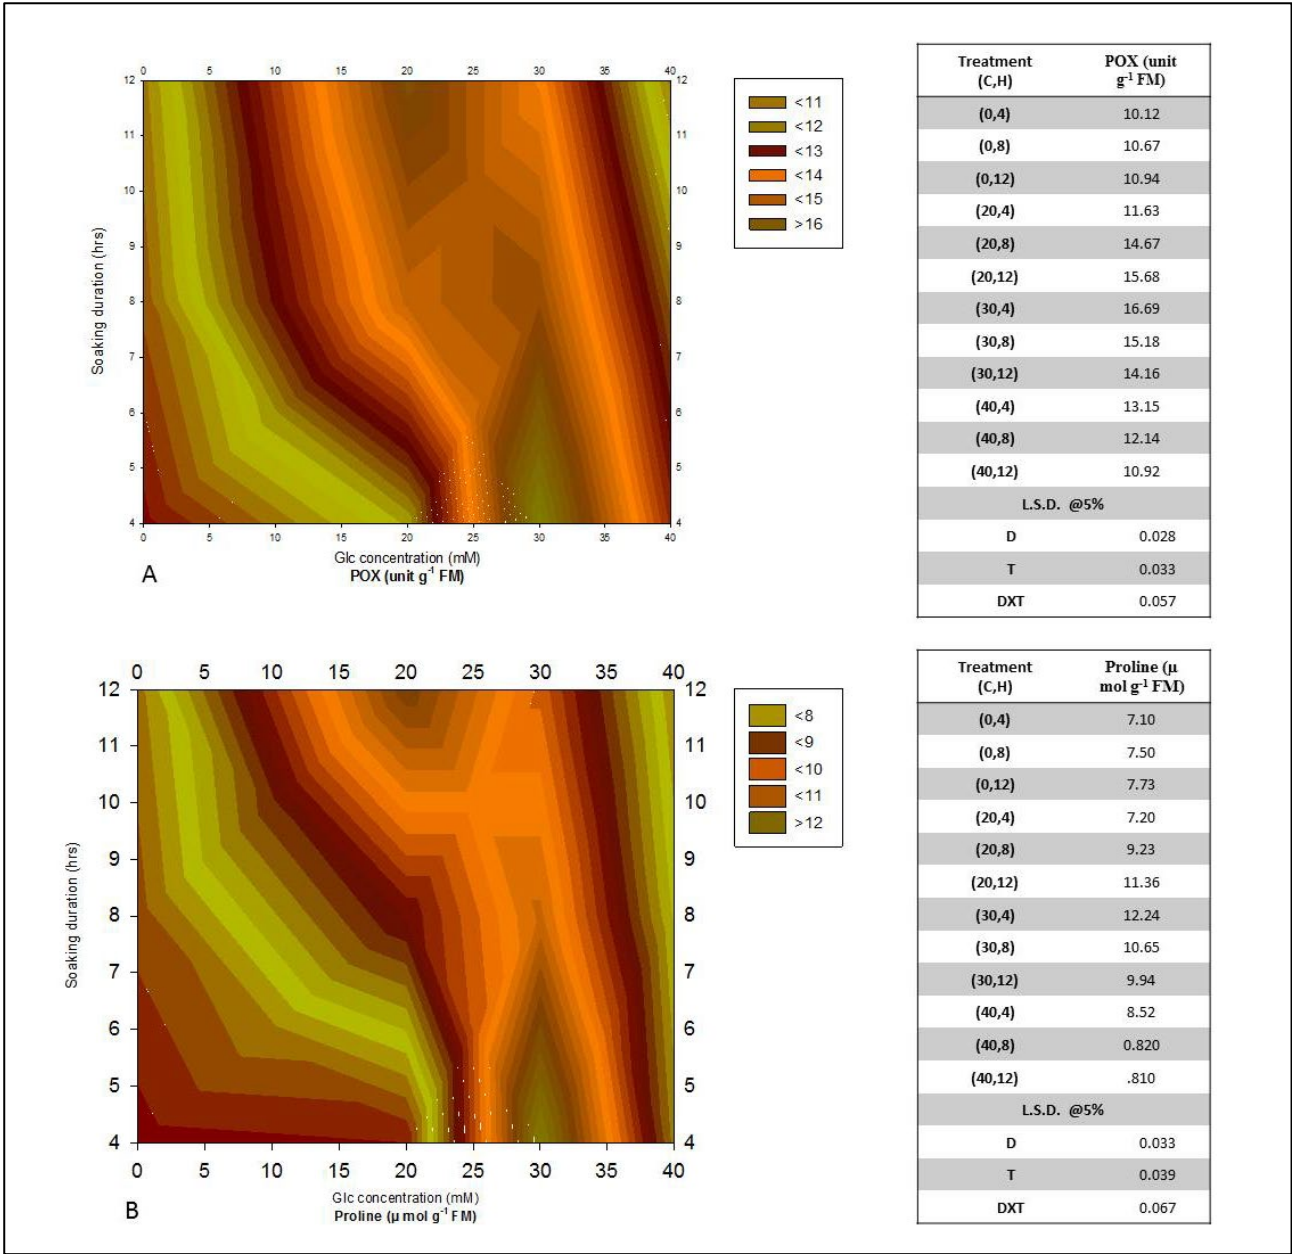 0 5 10 15 20 25 30 35 40
12 12
11 11
10 10
9 9
8 8
7 7
6 6
5 5
4 4
0 5 10 15 20 25 30 35 40
Soaking duration (hrs)
Glc concentration (mM)
POX (unit g-1 FM)
A
<11
<12
<13
<14
<15
>16
Treatment POX (unit
(C,H) g-1 FM)
(0,4) 10.12
(0,8) 10.67
(0,12) 10.94
(20,4) 11.63
(20,8) 14.67
(20,12) 15.68
(30,4) 16.69
(30,8) 15.18
(30,12) 14.16
(40,4) 13.15
(40,8) 12.14
(40,12) 10.92
L.S.D. @5%
D 0.028
T 0.033
DXT 0.057
0 5 10 15 20 25 30 35 40
12 12
11 11
10 10
9 9
8 8
7 7
6 6
5 5
4 4
0 5 10 15 20 25 30 35 40
Soaking duration (hrs)
Glc concentration (mM)
Proline (µ mol g-1 FM)
B
<8
<9
<10
<11
>12
Treatment Proline (µ
(C,H) mol g-1 FM)
(0,4) 7.10
(0,8) 7.50
(0,12) 7.73
(20,4) 7.20
(20,8) 9.23
(20,12) 11.36
(30,4) 12.24
(30,8) 10.65
(30,12) 9.94
(40,4) 8.52
(40,8) 0.820
(40,12) .810
L.S.D. @5%
D 0.033
T 0.039
DXT 0.067